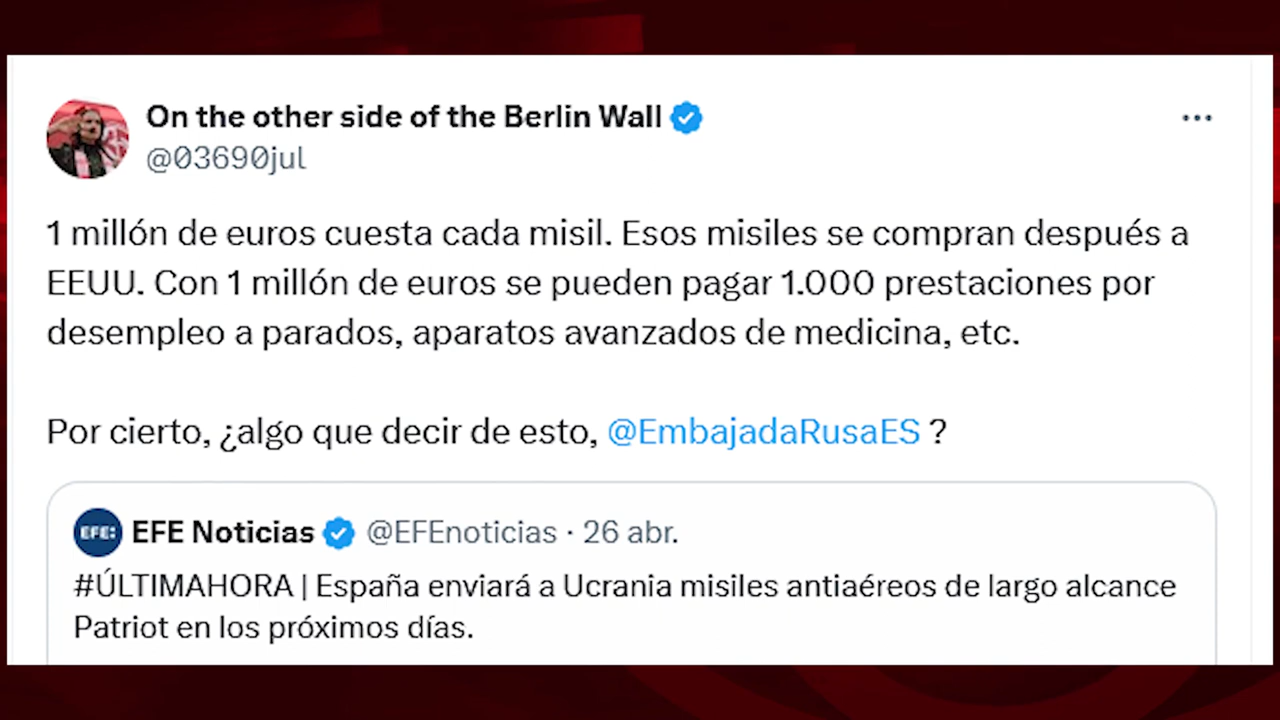 On the other side of the Berlin Wall
@03690jul
1 millón de euros cuesta cada misil. Esos misiles se compran después a
EEUU. Con 1 millón de euros se pueden pagar 1.000 prestaciones por
desempleo a parados, aparatos avanzados de medicina, etc.
Por cierto, ¿algo que decir de esto, @EmbajadaRusaES ?
EFE: EFE Noticias @EFEnoticias · 26 abr.
#ÚLTIMAHORA | España enviará a Ucrania misiles antiaéreos de largo alcance
Patriot en los próximos días.